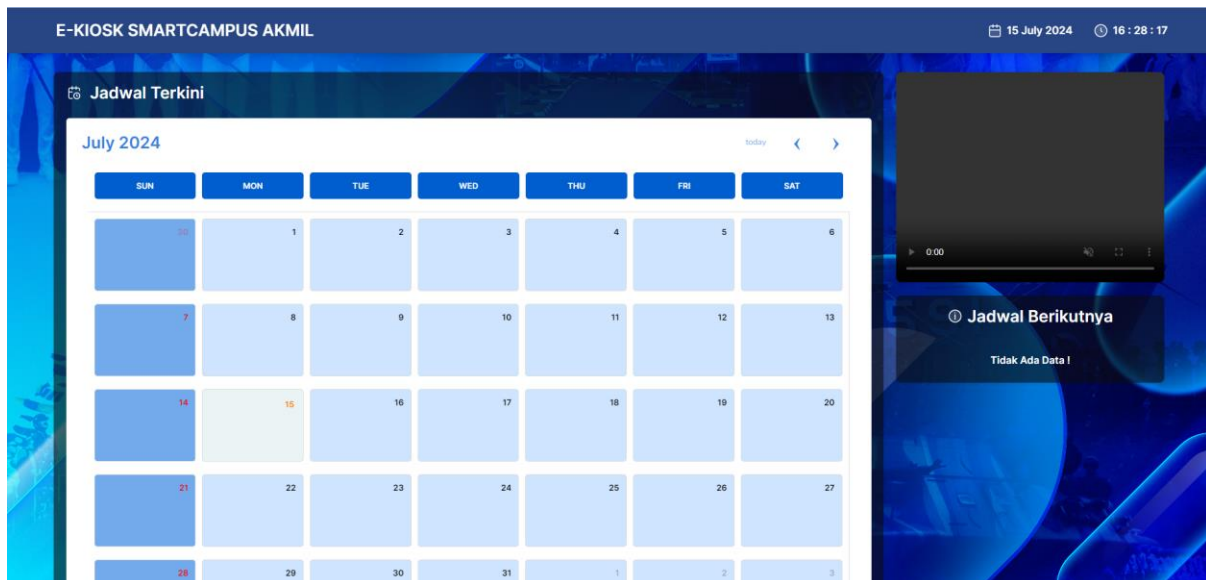 E-KIOSK SMARTCAMPUS AKMIL
15 July 2024 16 : 28 : 17
Jadwal Terkini
July 2024
today
SUN MON TUE WED THU FRI SAT
30 1 2 3 4 5 6
7 8 9 10 11 12 13
14 15 16 17 18 19 20
21 22 23 24 25 26 27
28 29 30 31 1 2 3
0:00
Jadwal Berikutnya
Tidak Ada Data !